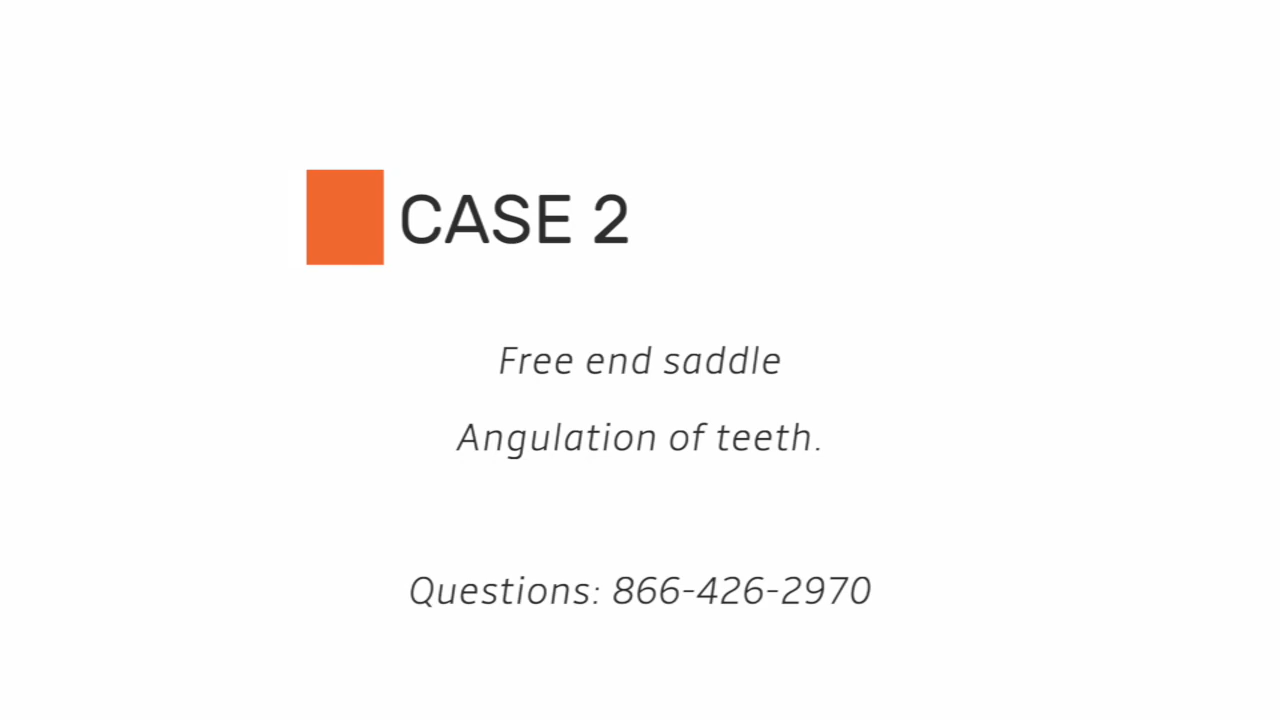 CASE 2
Free end saddle
Angulation of teeth.
Questions: 866-426-2970